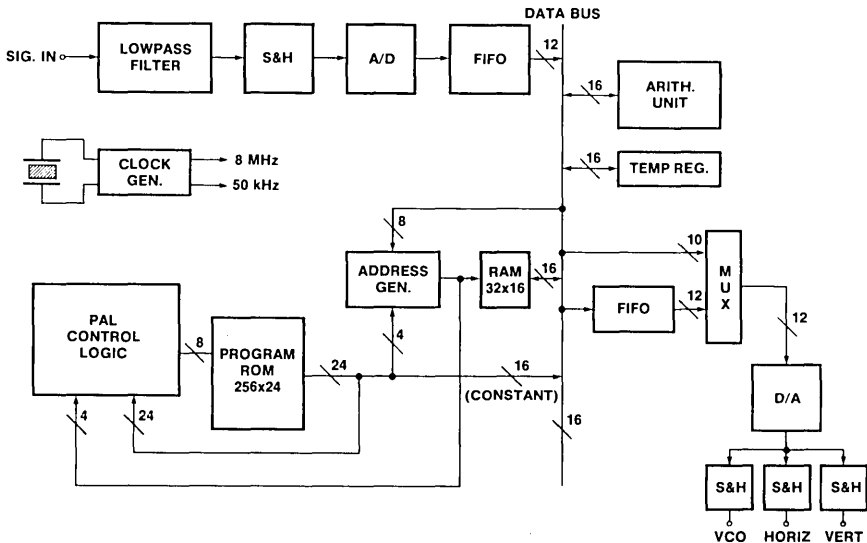 DATA BUS
SIG. IN
LOWPASS
FILTER
S&H
A/D
FIFO
12
16
ARITH.
UNIT
CLOCK
GEN.
8 MHz
50 kHz
16
TEMP REG.
8
ADDRESS
GEN.
RAM
32x16
16
10
MUX
FIFO
12
12
PAL
CONTROL
LOGIC
8
PROGRAM
ROM
256x24
24
4
16
(CONSTANT)
4
24
16
D/A
S&H
S&H
S&H
VCO
HORIZ
VERT